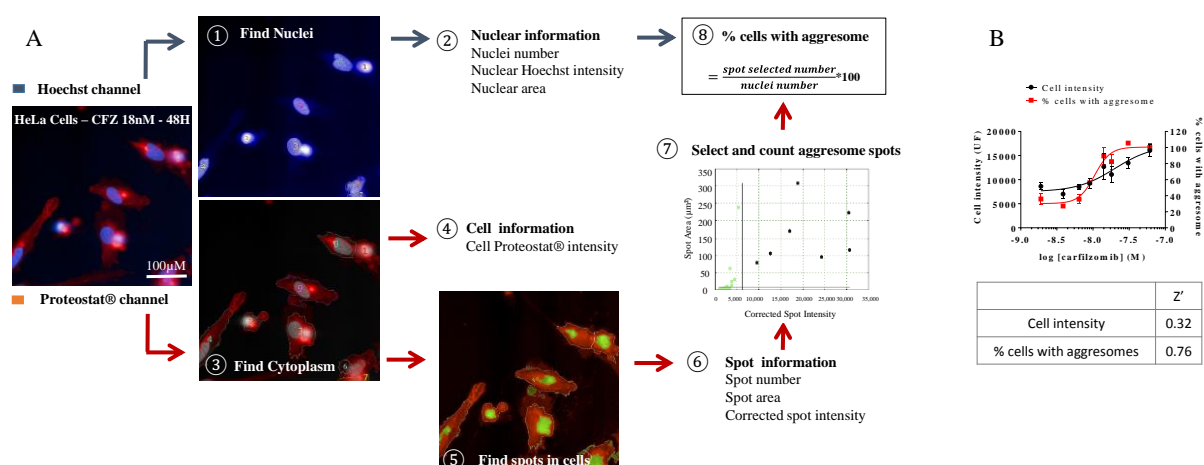 A
① Find Nuclei
② Nuclear information
Nuclei number
Nuclear Hoechst intensity
Nuclear area
⑧ % cells with aggresome
= spot selected number / nuclei number *100
Hoechst channel
HeLa Cells – CFZ 18nM - 48H
100µM
Proteostat® channel
③ Find Cytoplasm
④ Cell information
Cell Proteostat® intensity
⑤ Find spots in cells
⑥ Spot information
Spot number
Spot area
Corrected spot intensity
⑦ Select and count aggresome spots
Spot Area (µm²)
350
300
250
200
150
100
50
0
0 5,000 10,000 15,000 20,000 25,000 30,000 35,000
Corrected Spot Intensity
B
Cell intensity
% cells with aggresome
Cell intensity (UF)
20000
15000
10000
5000
0
% cells with aggresome
120
100
80
60
40
20
0
-9.0 -8.5 -8.0 -7.5 -7.0
log [carfilzomib] (M)
Z'
Cell intensity 0.32
% cells with aggresomes 0.76